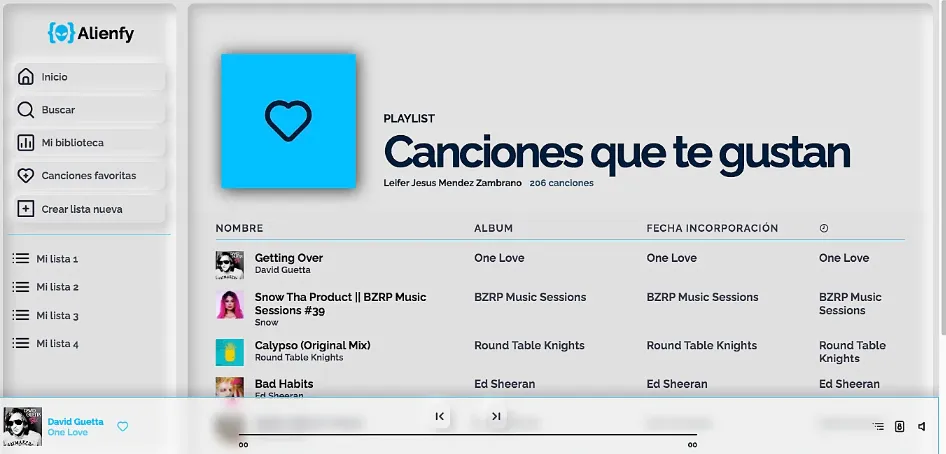 Alienfy
Inicio
Buscar
Mi biblioteca
Canciones favoritas
Crear lista nueva
Mi lista 1
Mi lista 2
Mi lista 3
Mi lista 4
PLAYLIST
Canciones que te gustan
Leifer Jesus Mendez Zambrano 206 canciones
NOMBRE ALBUM FECHA INCORPORACIÓN
Getting Over One Love One Love One Love
David Guetta
Snow Tha Product || BZRP Music BZRP Music Sessions BZRP Music Sessions BZRP Music
Sessions #39 Sessions
Snow
Calypso (Original Mix) Round Table Knights Round Table Knights Round Table
Round Table Knights Knights
Bad Habits Ed Sheeran Ed Sheeran Ed Sheeran
Ed Sheeran
David Guetta
One Love
00 00